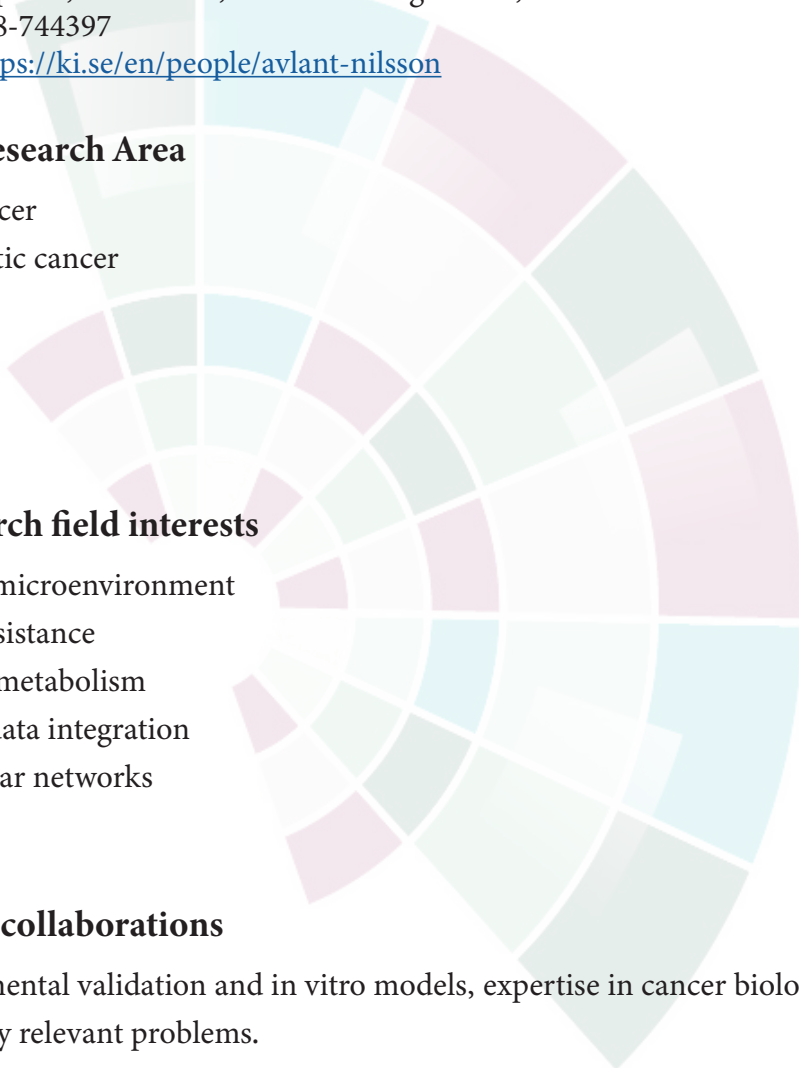 8-744397
ps://ki.se/en/people/avlant-nilsson
esearch Area
cer
tic cancer
rch field interests
microenvironment
sistance
metabolism
lata integration
ar networks
collaborations
nental validation and in vitro models, expertise in cancer biolo
y relevant problems.